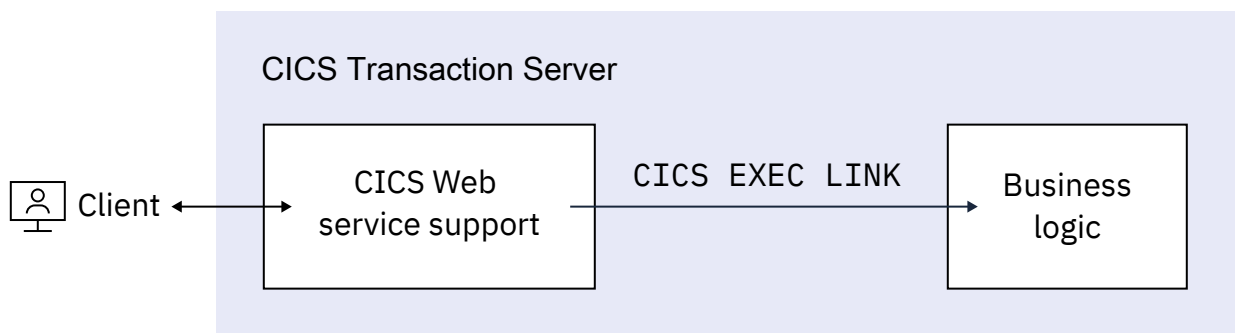 CICS Transaction Server
Client
CICS Web
service support
CICS EXEC LINK
Business
logic